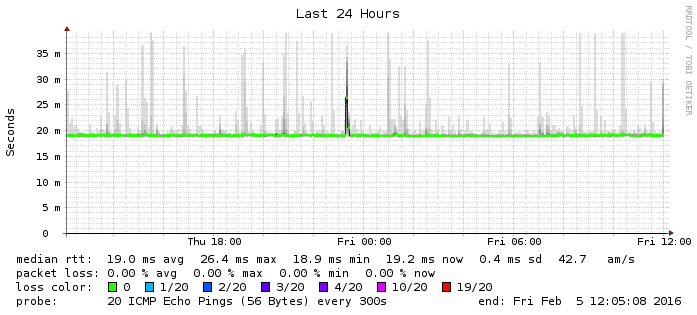 Last 24 Hours
RRDTOOL / TOBI OETIKER
Seconds
35 m
30 m
25 m
20 m
15 m
10 m
5 m
0
Thu 18:00 Fri 00:00 Fri 06:00 Fri 12:00
median rtt: 19.0 ms avg 26.4 ms max 18.9 ms min 19.2 ms now 0.4 ms sd 42.7 am/s
packet loss: 0.00 % avg 0.00 % max 0.00 % min 0.00 % now
loss color: 0 1/20 2/20 3/20 4/20 10/20 19/20
probe: 20 ICMP Echo Pings (56 Bytes) every 300s end: Fri Feb 5 12:05:08 2016